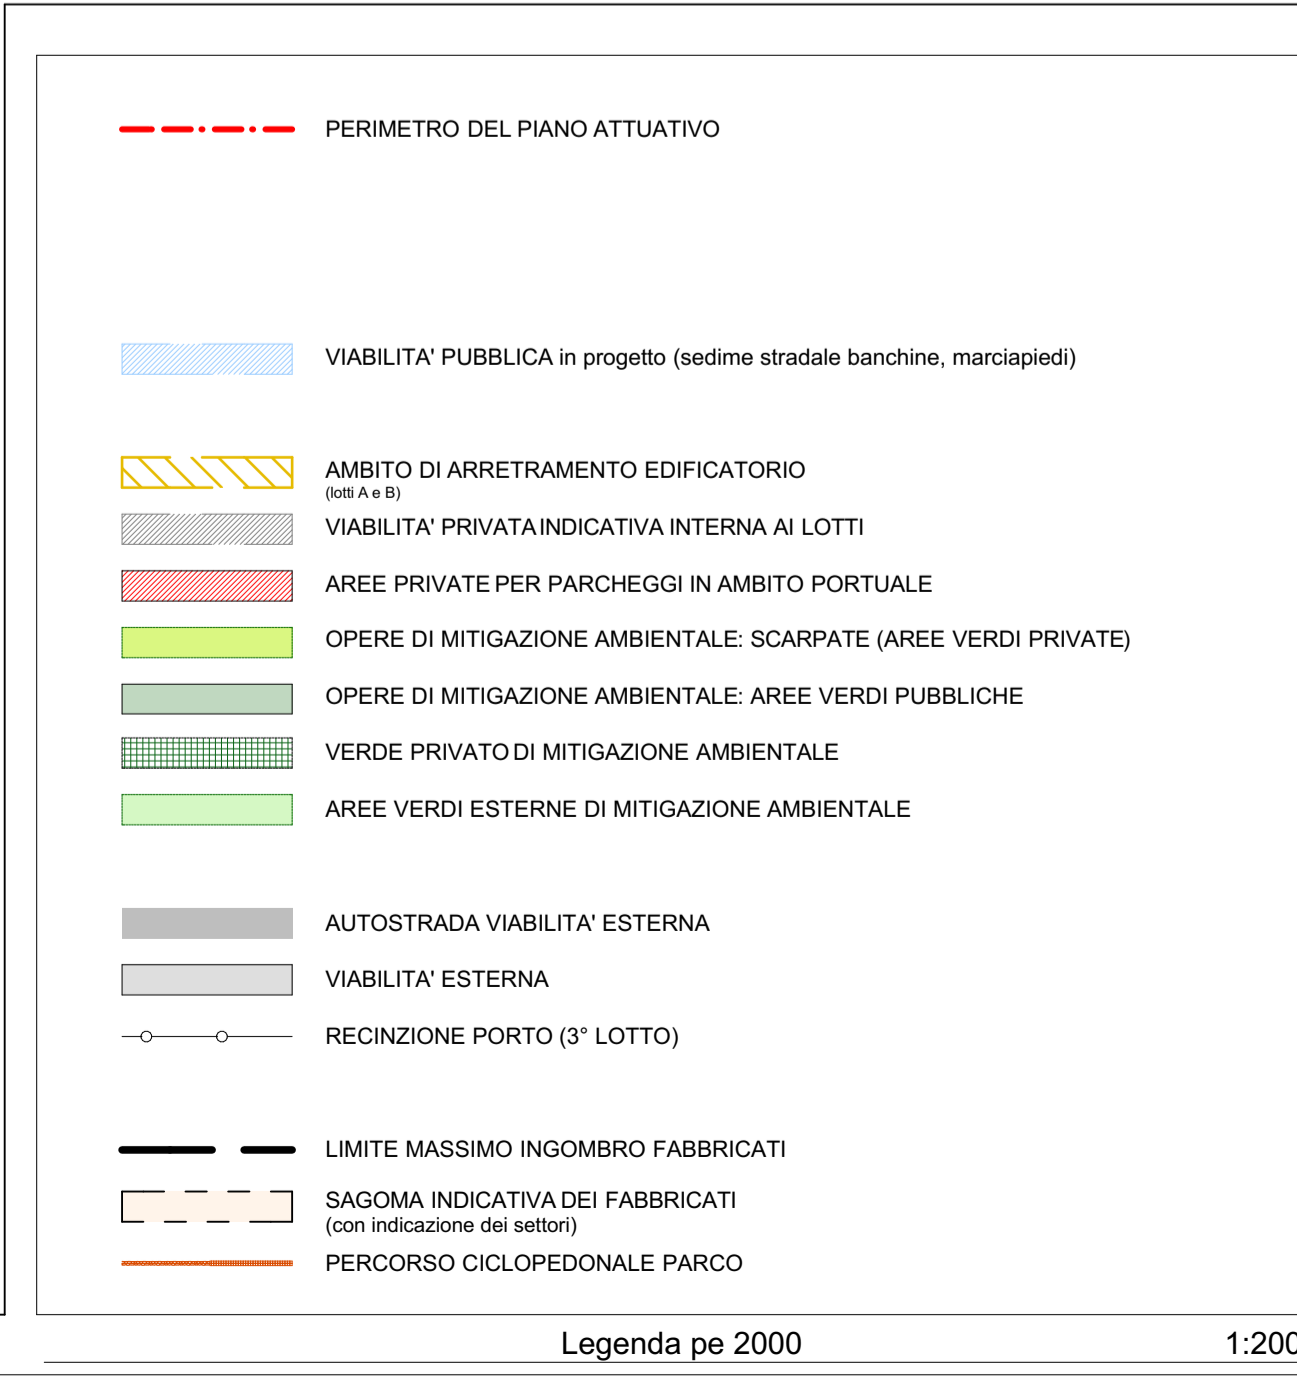 PERIMETRO DEL PIANO ATTUATIVO
VIABILITA' PUBBLICA in progetto (sedime stradale banchine, marciapiedi)
AMBITO DI ARRETRAMENTO EDIFICATORIO
(lotti A e B)
VIABILITA' PRIVATA INDICATIVA INTERNA AI LOTTI
AREE PRIVATE PER PARCHEGGI IN AMBITO PORTUALE
OPERE DI MITIGAZIONE AMBIENTALE: SCARPATE (AREE VERDI PRIVATE)
OPERE DI MITIGAZIONE AMBIENTALE: AREE VERDI PUBBLICHE
VERDE PRIVATO DI MITIGAZIONE AMBIENTALE
AREE VERDI ESTERNE DI MITIGAZIONE AMBIENTALE
AUTOSTRADA VIABILITA' ESTERNA
VIABILITA' ESTERNA
RECINZIONE PORTO (3° LOTTO)
LIMITE MASSIMO INGOMBRO FABBRICATI
SAGOMA INDICATIVA DEI FABBRICATI
(con indicazione dei settori)
PERCORSO CICLOPEDONALE PARCO
Legenda pe 2000 1:200